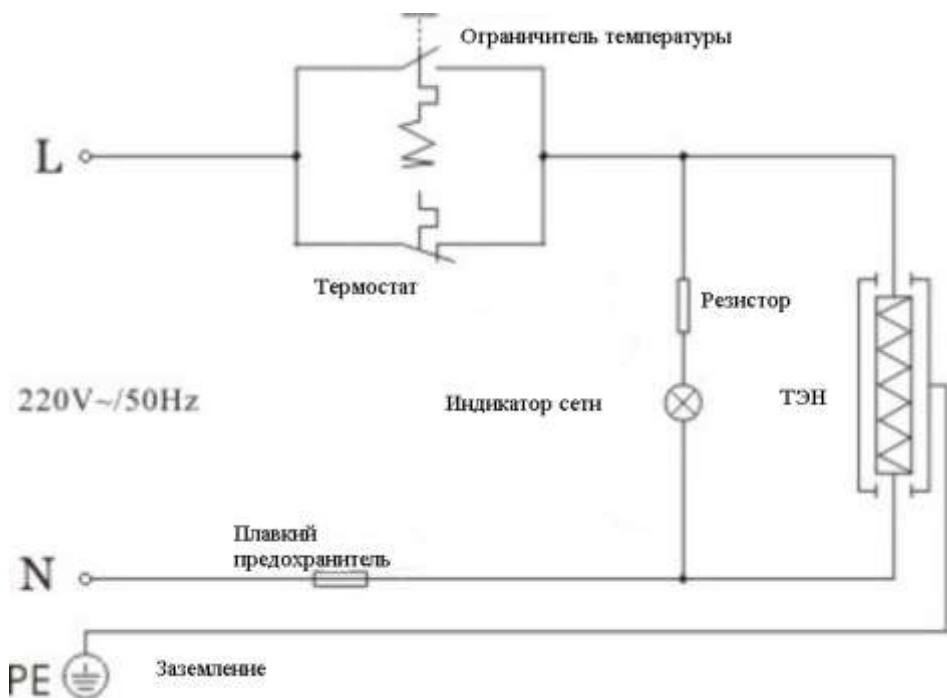 Ограничитель температуры
L
Термостат
Резистор
220V~/50Hz
Индикатор сети
ТЭН
Плавкий
предохранитель
N
PE
Заземление